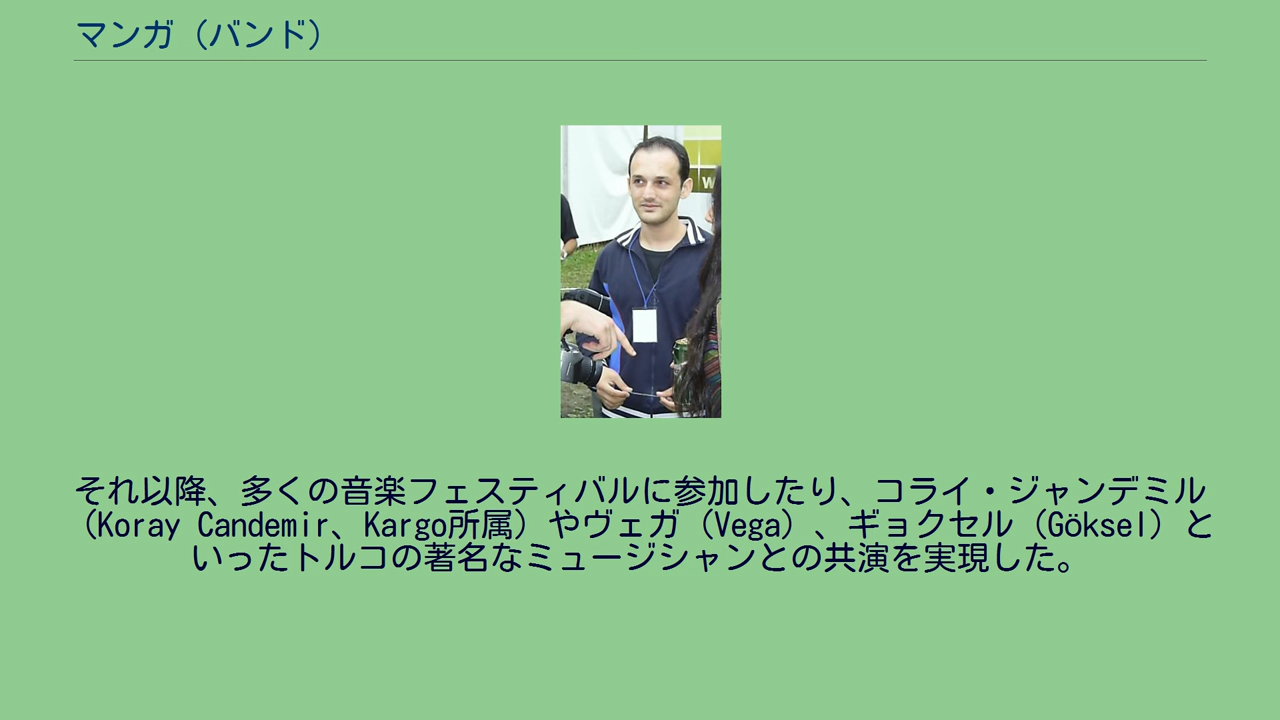 マンガ（バンド）
w
それ以降、多くの音楽フェスティバルに参加したり、コライ・ジャンデミル
（Koray Candemir、Kargo所属）やヴェガ（Vega）、ギョクセル（Göksel）と
いったトルコの著名なミュージシャンとの共演を実現した。